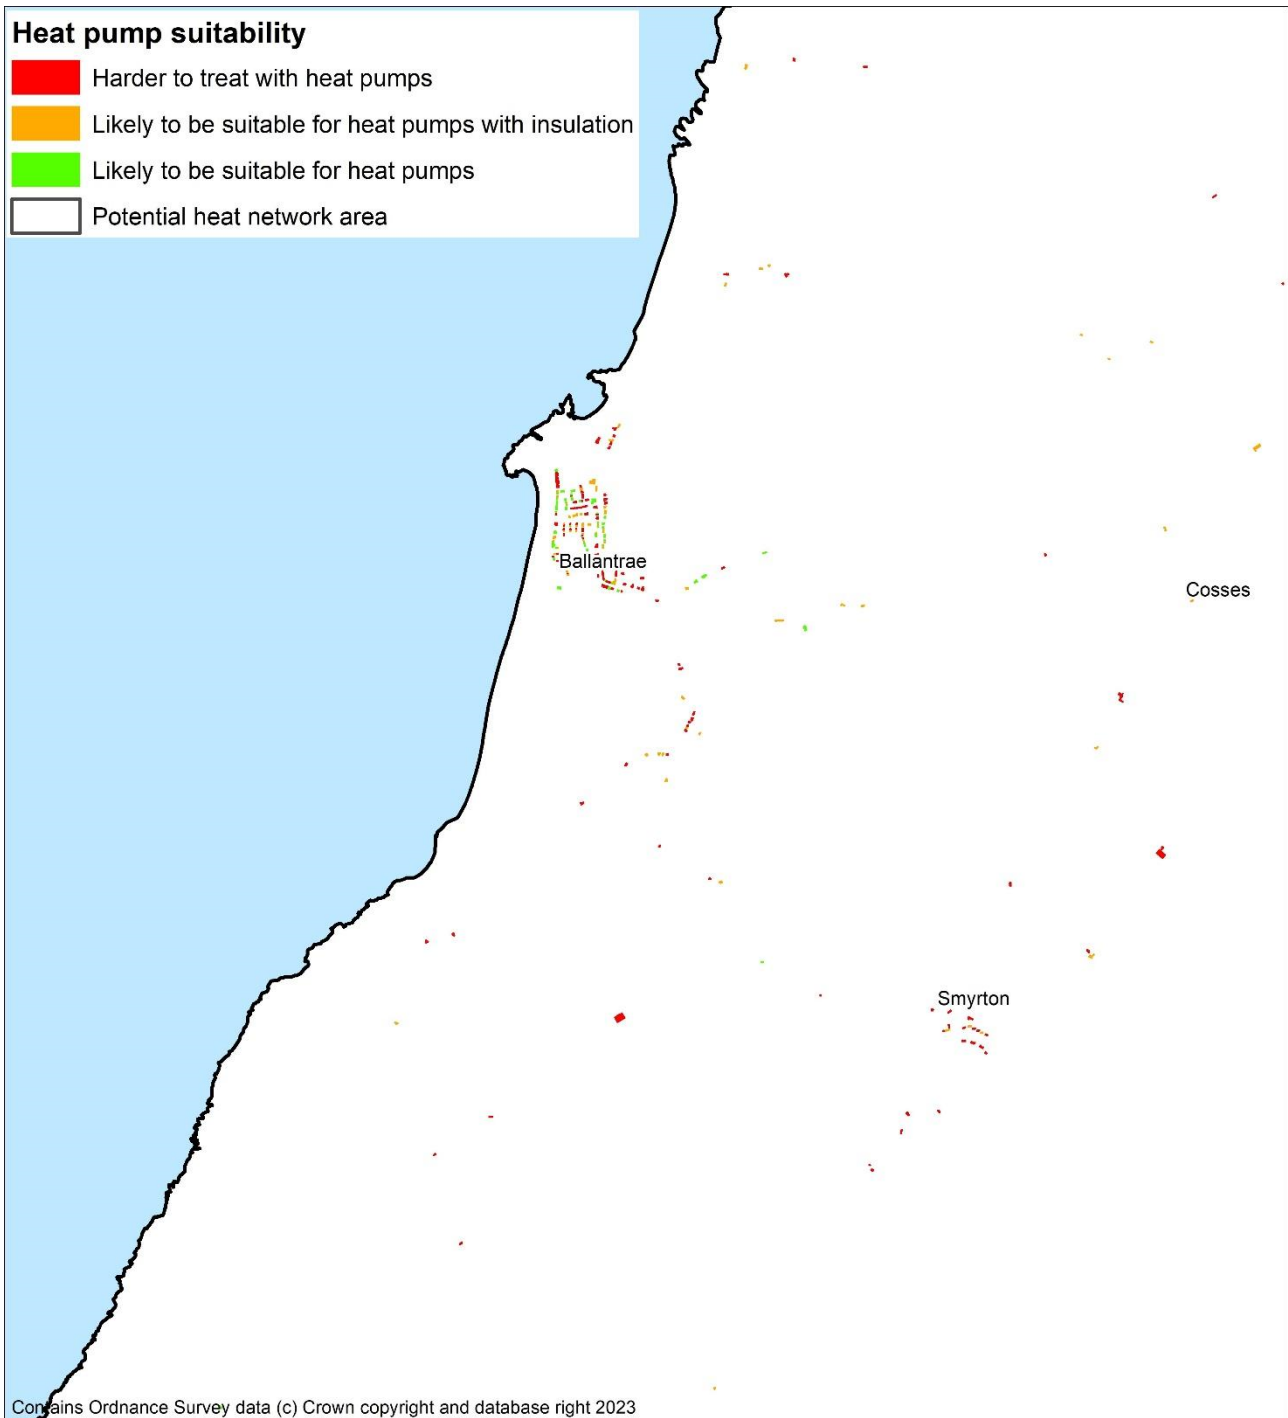 Heat pump suitability
Harder to treat with heat pumps
Likely to be suitable for heat pumps with insulation
Likely to be suitable for heat pumps
Potential heat network area
Ballantrae
Cosses
Smyrton
Contains Ordnance Survey data (c) Crown copyright and database right 2023